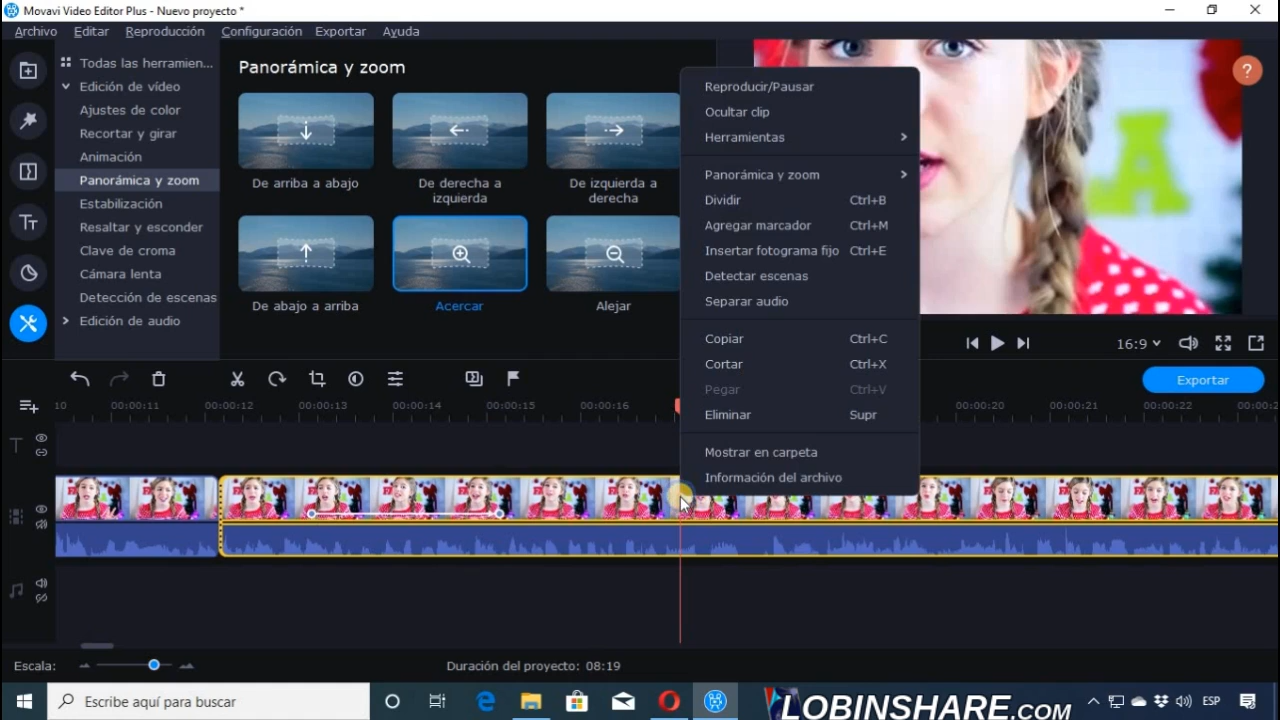 Movavi Video Editor Plus - Nuevo proyecto *
Archivo Editar Reproducción Configuración Exportar Ayuda
Todas las herramien...
Edición de vídeo
Ajustes de color
Recortar y girar
Animación
Panorámica y zoom
Estabilización
Resaltar y esconder
Clave de croma
Cámara lenta
Detección de escenas
Edición de audio
Panorámica y zoom
De arriba a abajo
De derecha a
izquierda
De izquierda a
derecha
De abajo a arriba
Acercar
Alejar
Reproducir/Pausar
Ocultar clip
Herramientas
Panorámica y zoom
Dividir Ctrl+B
Agregar marcador Ctrl+M
Insertar fotograma fijo Ctrl+E
Detectar escenas
Separar audio
Copiar Ctrl+C
Cortar Ctrl+X
Pegar Ctrl+V
Eliminar Supr
Mostrar en carpeta
Información del archivo
A
?
16:9
Exportar
10 00:00:11 00:00:12 00:00:13 00:00:14 00:00:15 00:00:16 00:00:20 00:00:21 00:00:22 00:00:2
T
Escala:
Duración del proyecto: 08:19
Escribe aquí para buscar
LOBINSHARE.COM
ESP